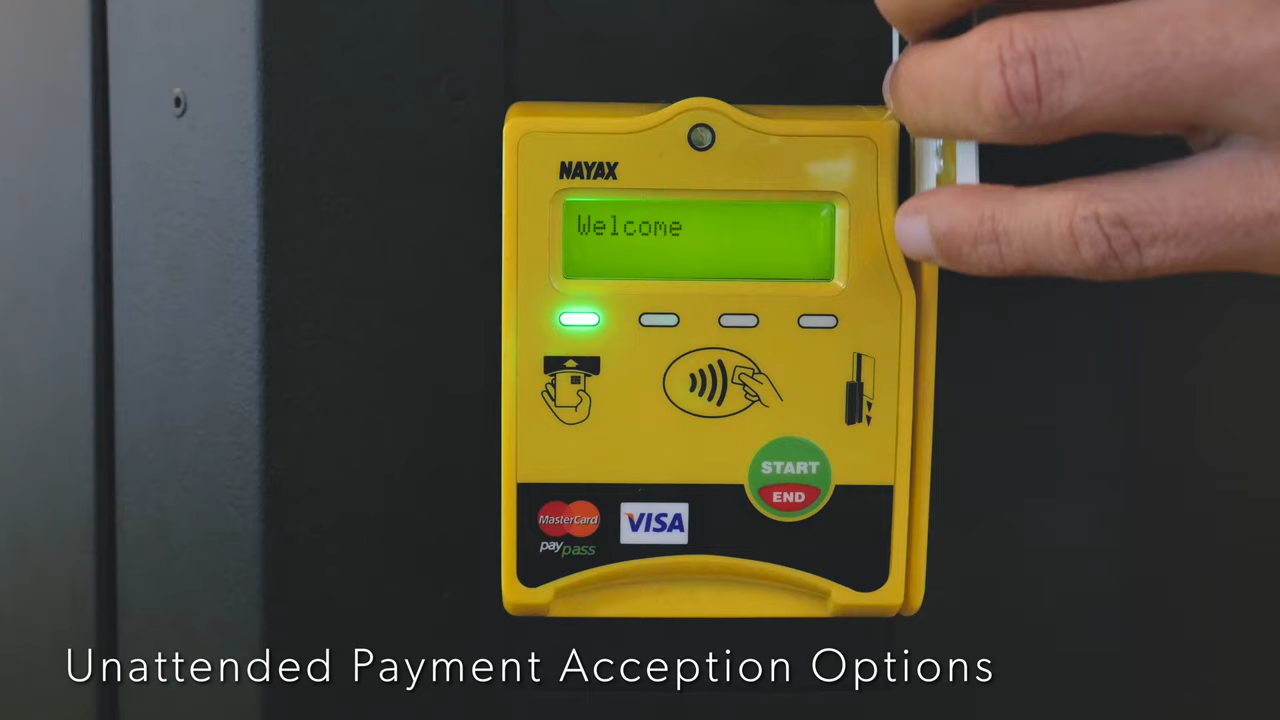 NAYAX
Welcome
START
END
MasterCard
paypass
VISA
Unattended Payment Acception Options